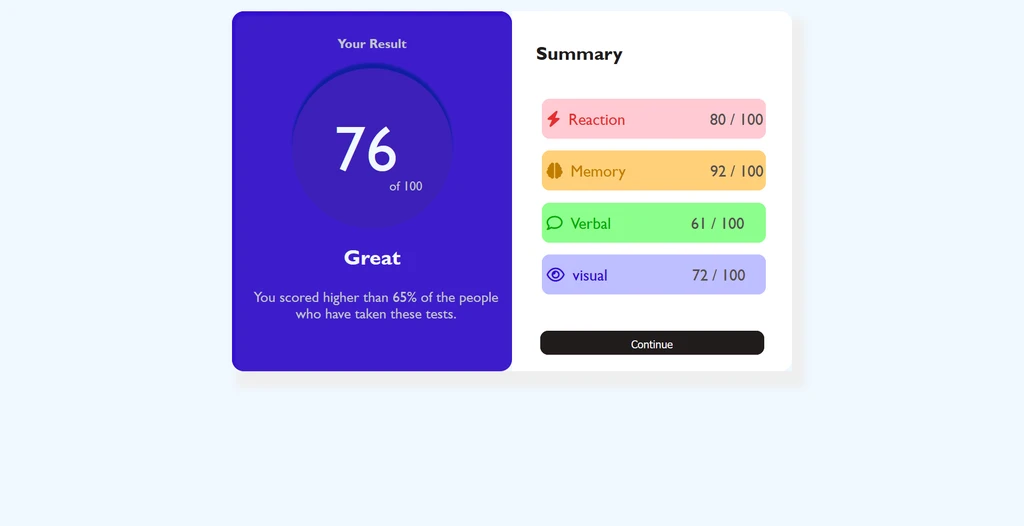 Your Result
76
of 100
Great
You scored higher than 65% of the people
who have taken these tests.
Summary
Reaction 80 / 100
Memory 92 / 100
Verbal 61 / 100
visual 72 / 100
Continue